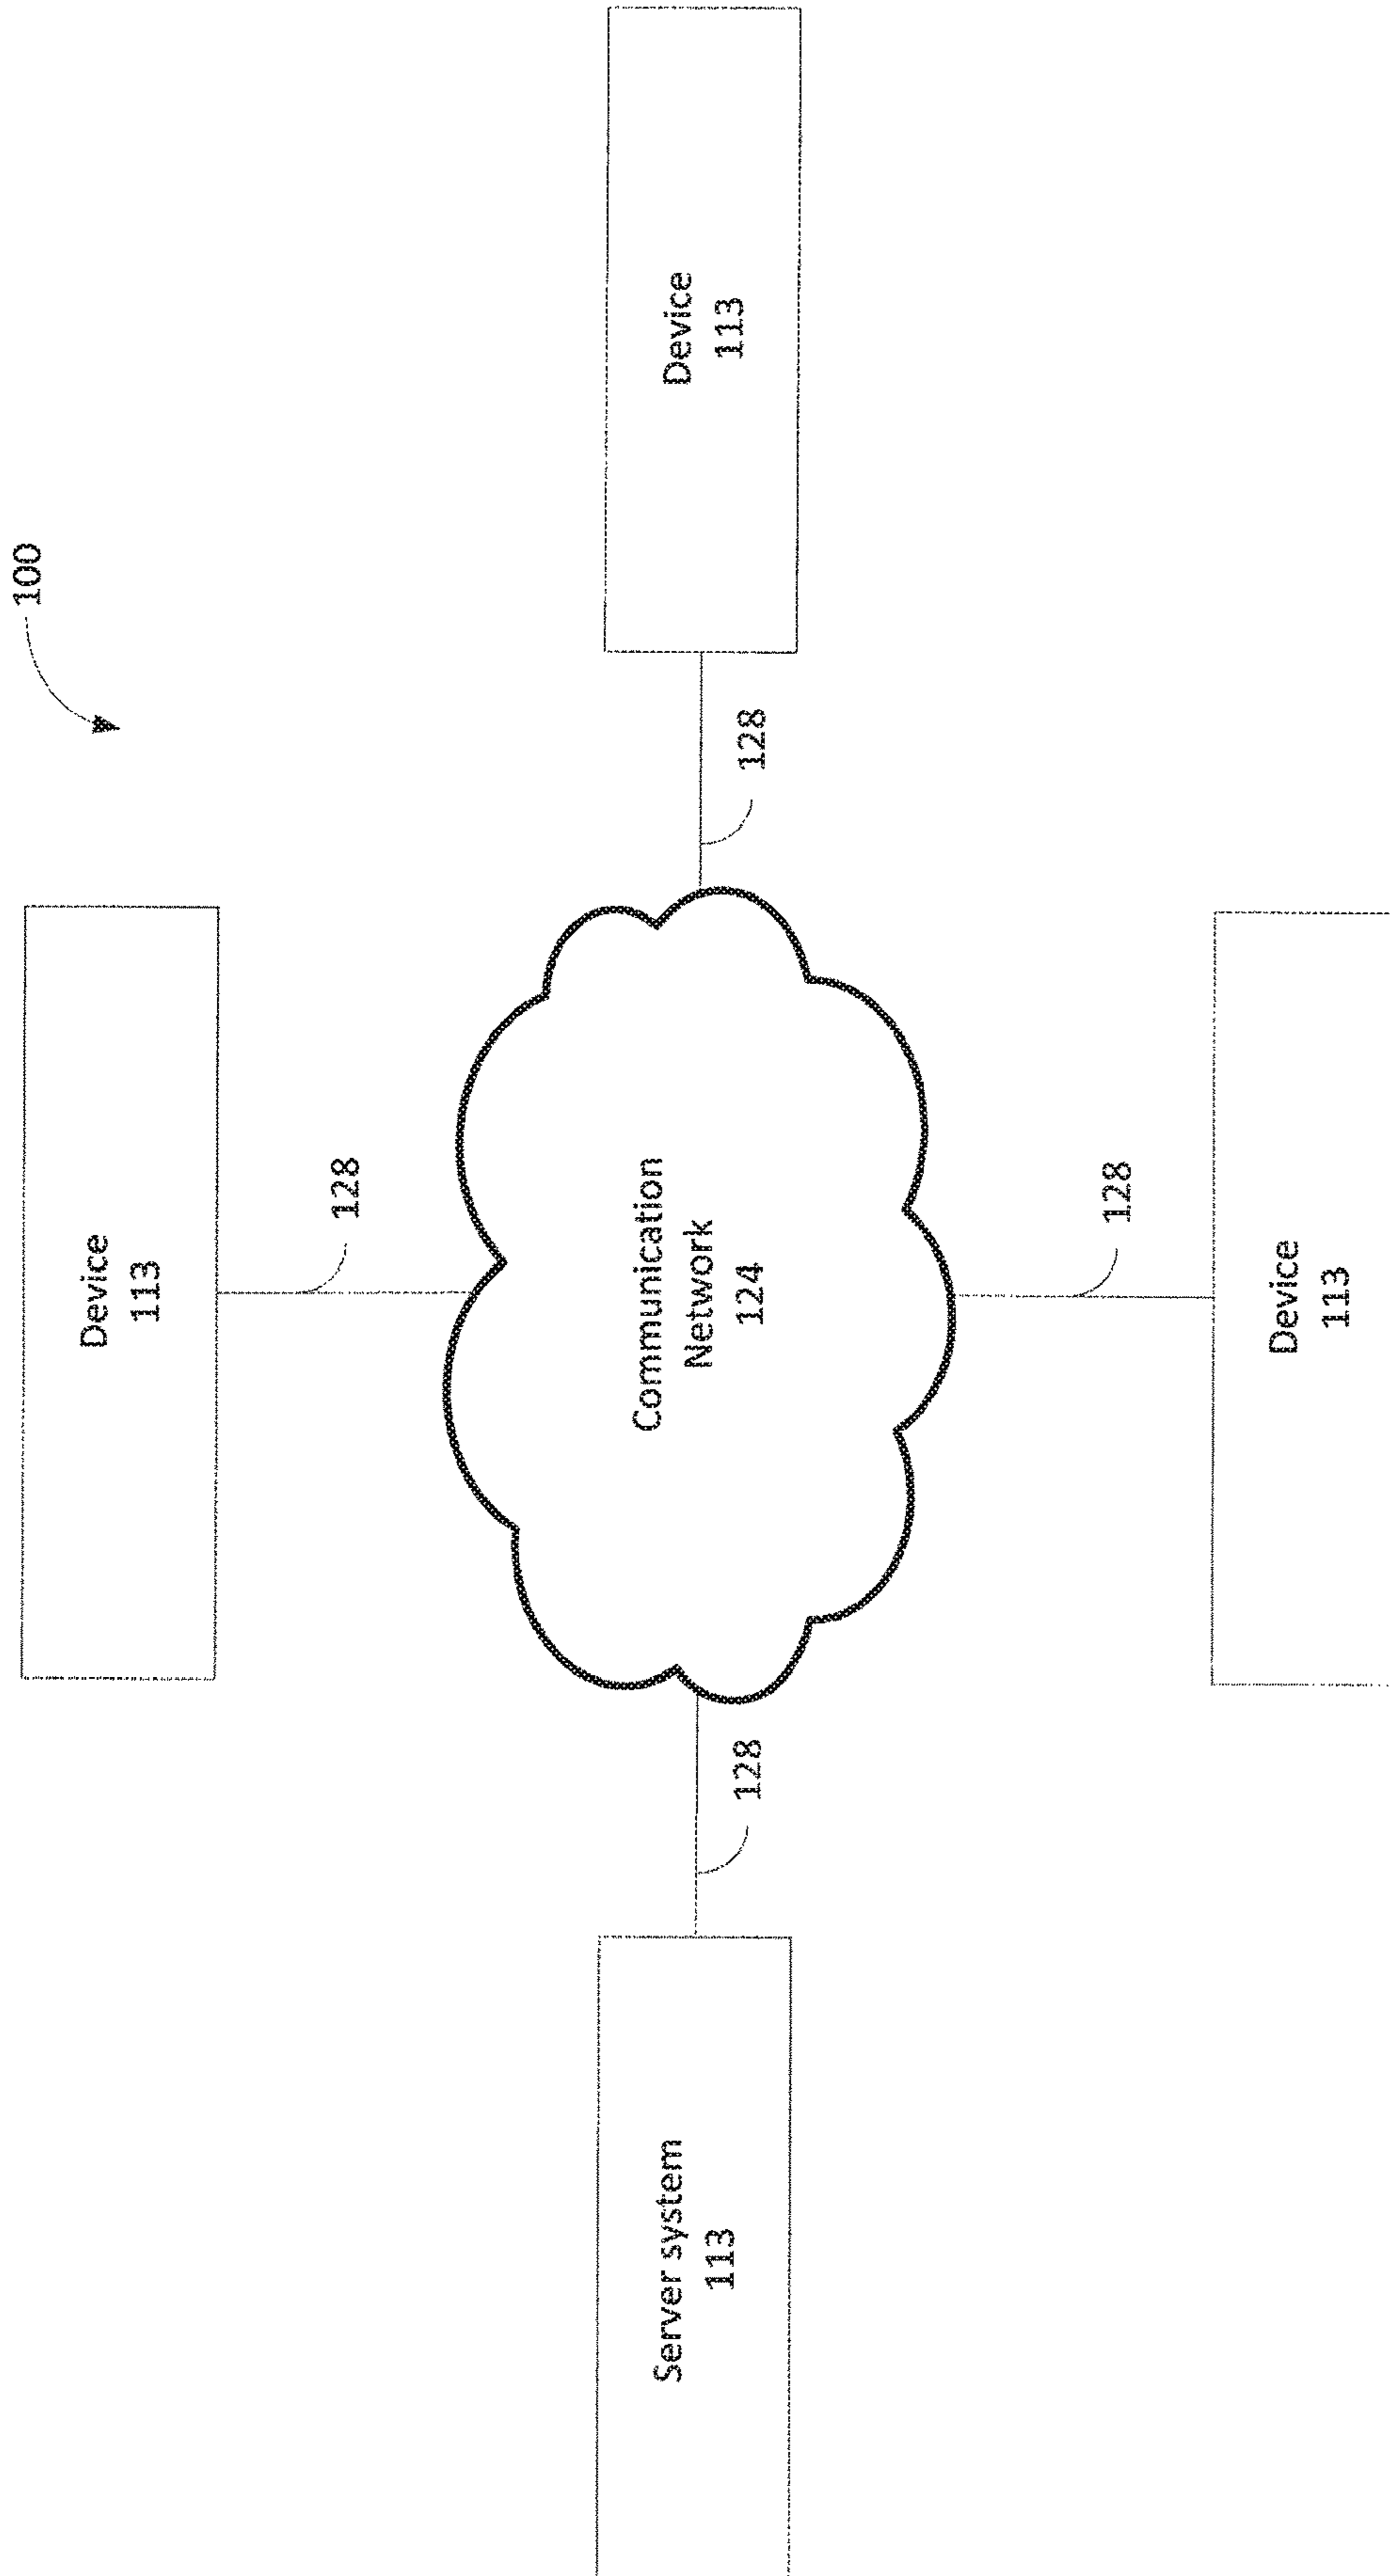 100
Device
113
128
Server system
113
128
Communication
Network
124
128
Device
113
128
Device
113